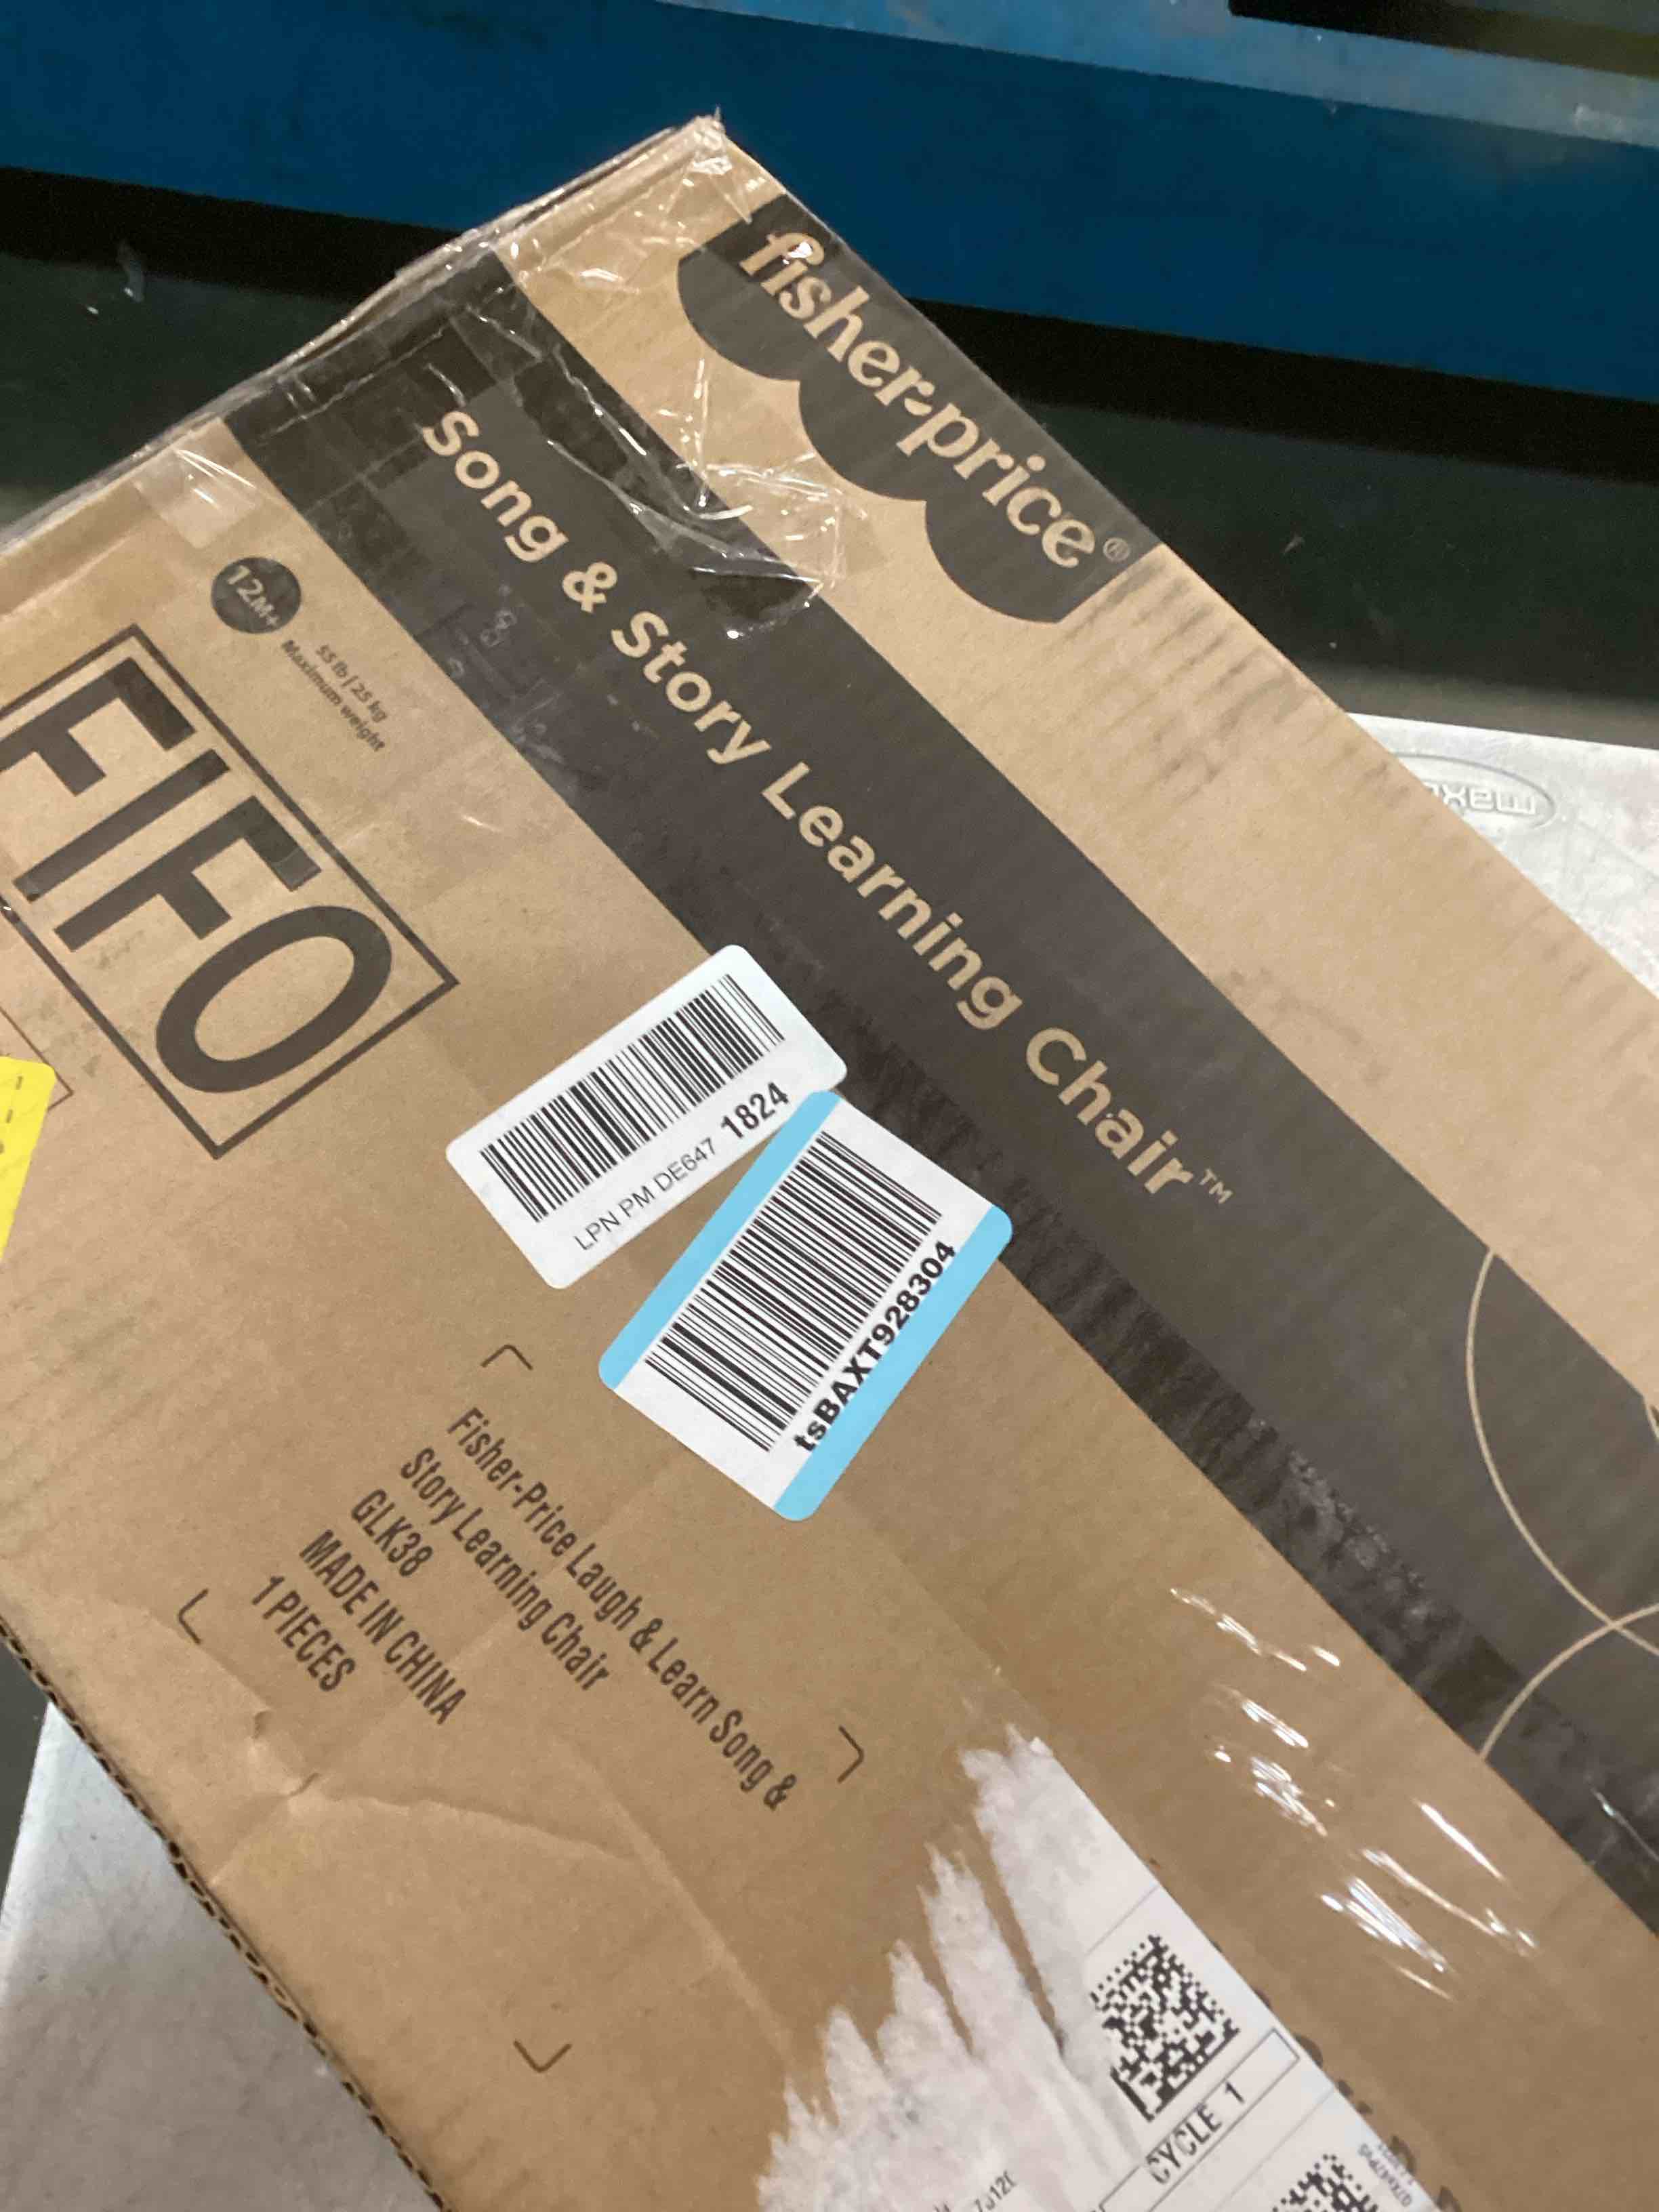 fisher-price®
Song & Story Learning Chair™
12M+
55 lb | 25 kg
Maximum weight
FIFO
LPN PM DE647 1824
tsBAXT928304
Fisher-Price Laugh & Learn Song &
Story Learning Chair
GLK38
MADE IN CHINA
1 PIECES
CYCLE 1